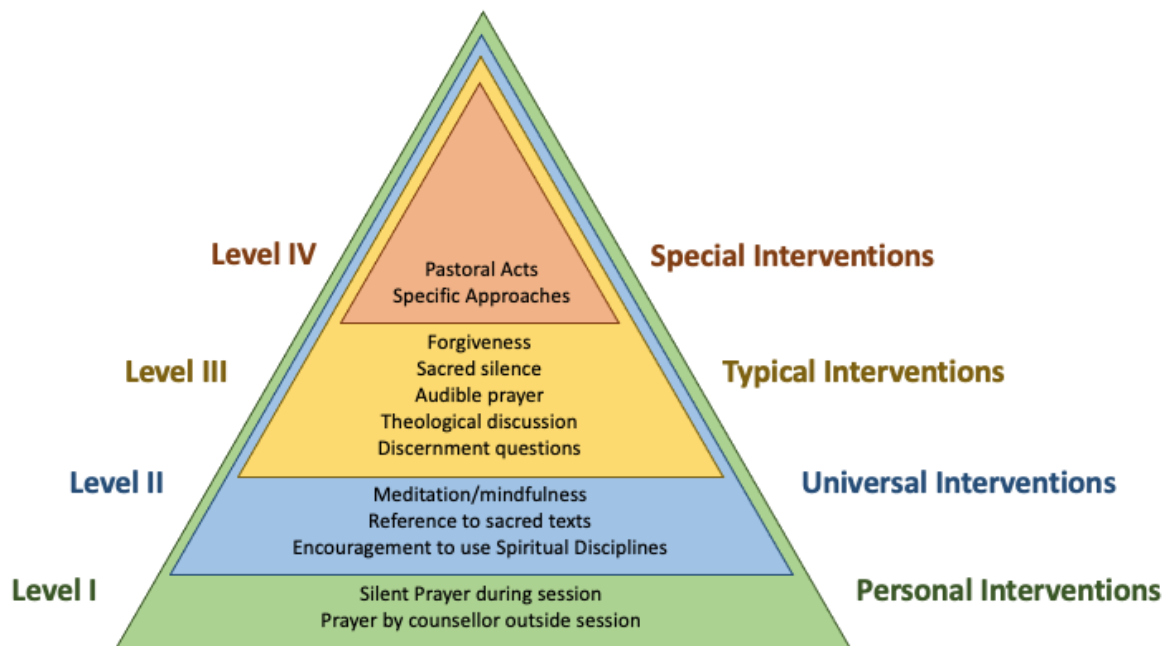 Level IV
Special Interventions
Pastoral Acts
Specific Approaches
Level III
Typical Interventions
Forgiveness
Sacred silence
Audible prayer
Theological discussion
Discernment questions
Level II
Universal Interventions
Meditation/mindfulness
Reference to sacred texts
Encouragement to use Spiritual Disciplines
Level I
Personal Interventions
Silent Prayer during session
Prayer by counsellor outside session